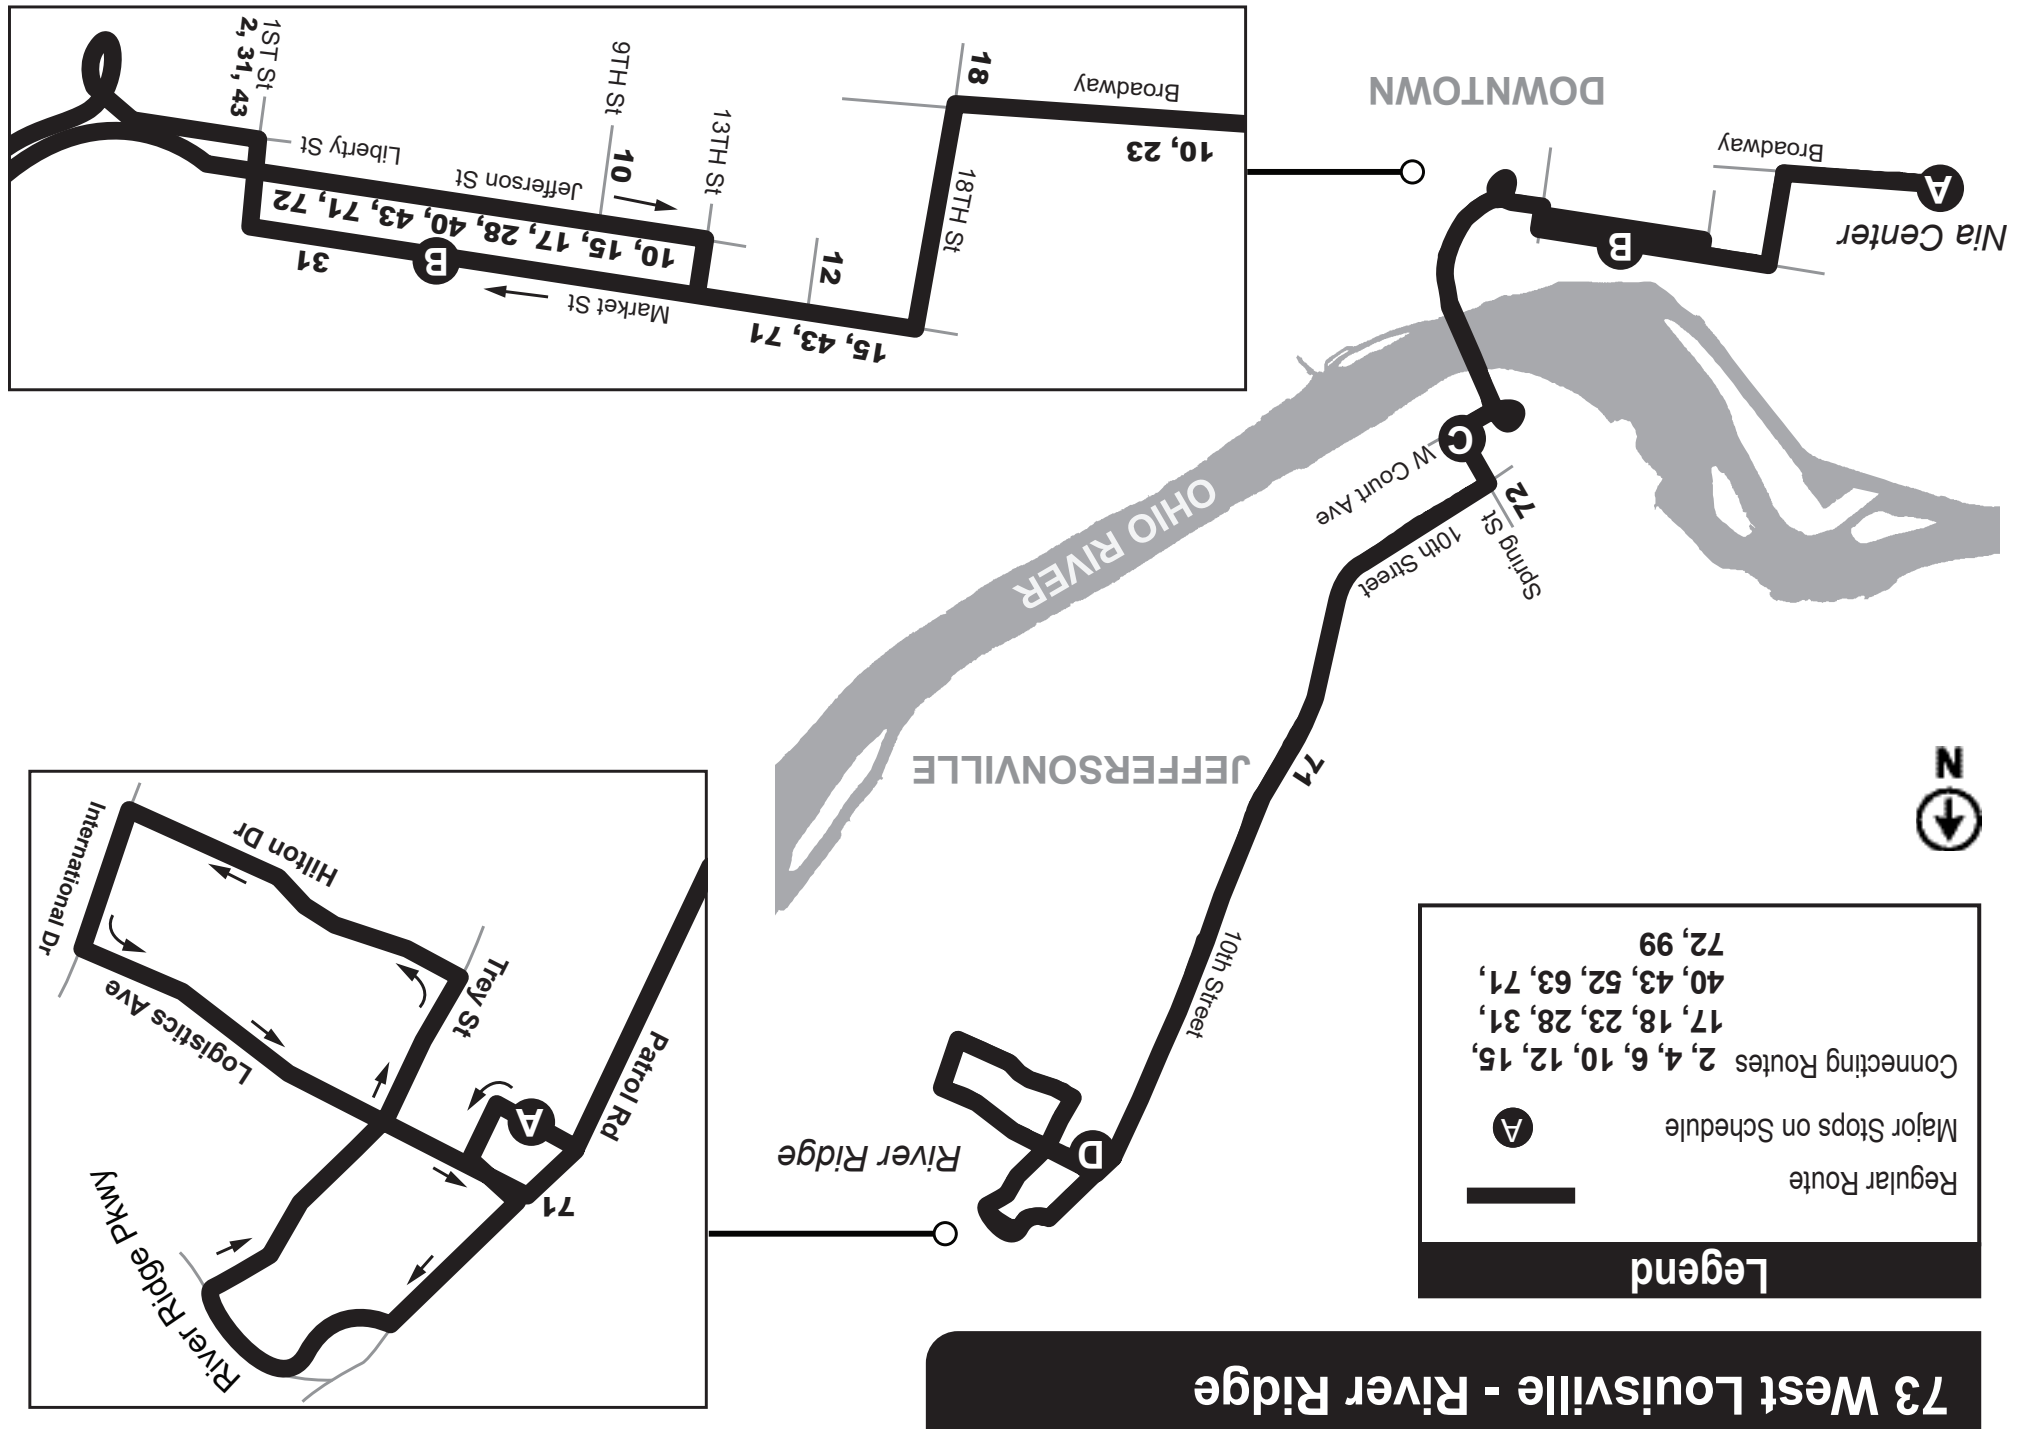 73 West Louisville - River Ridge
Legend
Regular Route
Major Stops on Schedule
A
Connecting Routes
2, 4, 6, 10, 12, 15,
17, 18, 23, 28, 31,
40, 43, 52, 63, 71,
72, 99
N
River Ridge
D
10th Street
71
JEFFERSONVILLE
OHIO RIVER
10th Street
Spring St
72
W Court Ave
C
Nia Center
A
B
Broadway
DOWNTOWN
River Ridge Pkwy
71
A
Patrol Rd
Trey St
Logistics Ave
Hilton Dr
International Dr
15, 43, 71
Market St
31
B
12
10, 15, 17, 28, 40, 43, 71, 72
18TH St
Jefferson St
Liberty St
10, 23
Broadway
18
13TH St
10
9TH St
1ST St
2, 31, 43